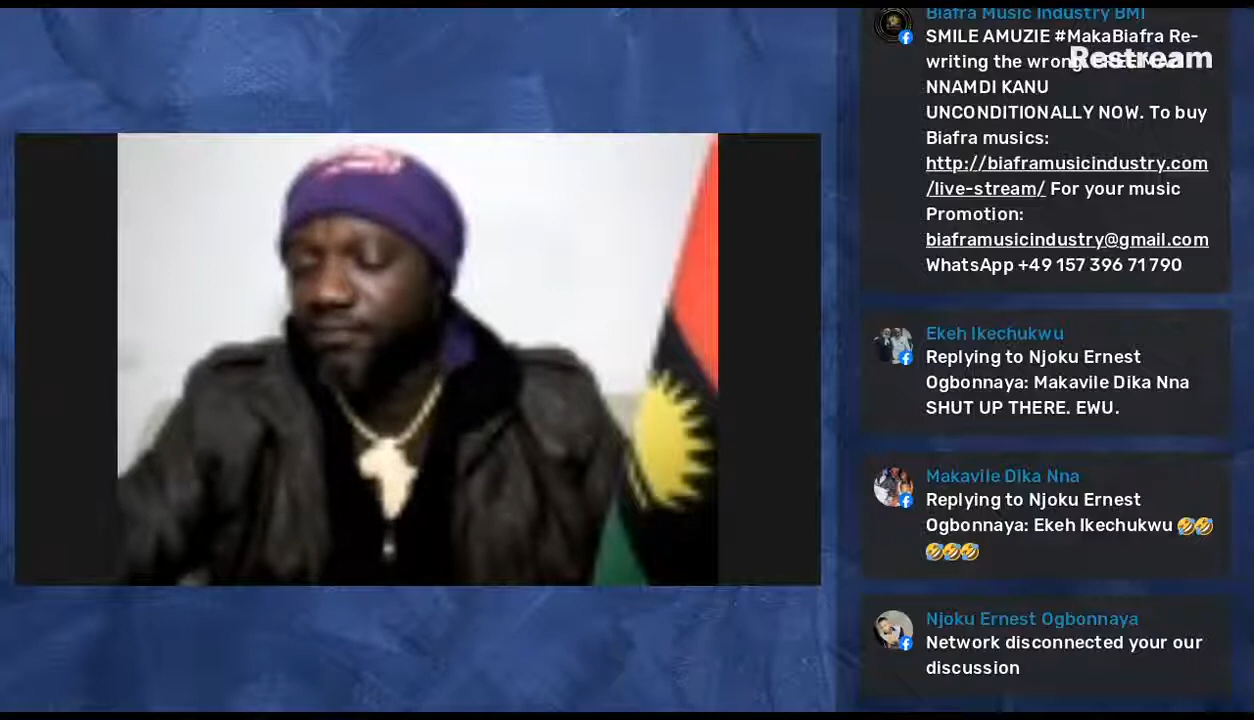 Biafra Music Industry BMI
SMILE AMUZIE #MakaBiafra Re-
writing the wrong
Restream
NNAMDI KANU
UNCONDITIONALLY NOW. To buy
Biafra musics:
http://biaframusicindustry.com
/live-stream/ For your music
Promotion:
biaframusicindustry@gmail.com
WhatsApp +49 157 396 71 790
Ekeh Ikechukwu
Replying to Njoku Ernest
Ogbonnaya: Makavile Dika Nna
SHUT UP THERE. EWU.
Makavile Dika Nna
Replying to Njoku Ernest
Ogbonnaya: Ekeh Ikechukwu 🤣🤣
🤣🤣🤣
Njoku Ernest Ogbonnaya
Network disconnected your our
discussion